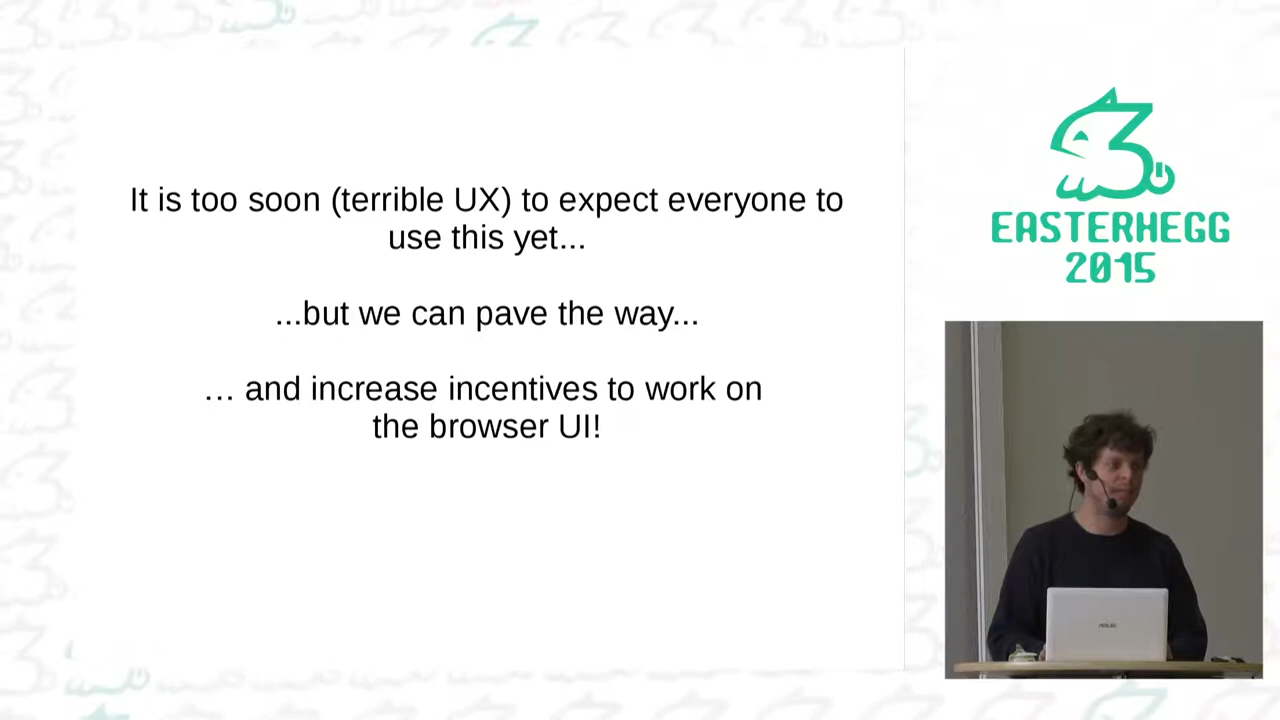 It is too soon (terrible UX) to expect everyone to
use this yet...
...but we can pave the way...
... and increase incentives to work on
the browser UI!
EASTERHEGG
2015
ASUS